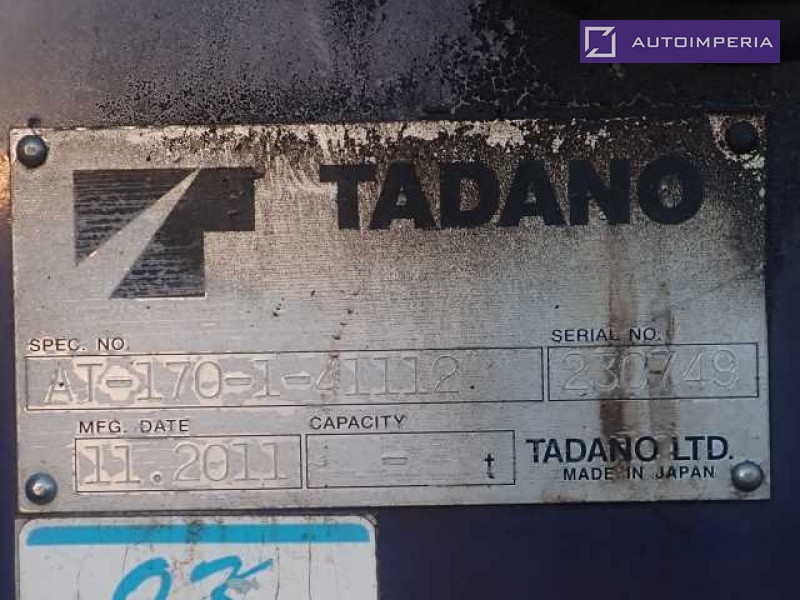 AUTOIMPERIA
TADANO
SPEC. NO.
AT-170-1-41112
SERIAL NO.
230749
MFG. DATE
11.2011
CAPACITY
- t
TADANO LTD.
MADE IN JAPAN